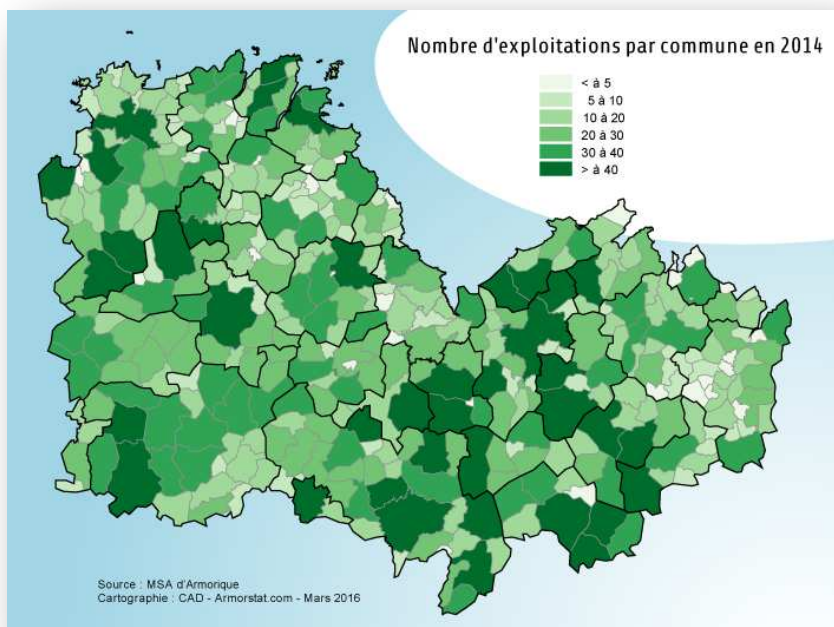 Nombre d'exploitations par commune en 2014
< à 5
5 à 10
10 à 20
20 à 30
30 à 40
> à 40
Source : MSA d'Armorique
Cartographie : CAD - Armorstat.com - Mars 2016